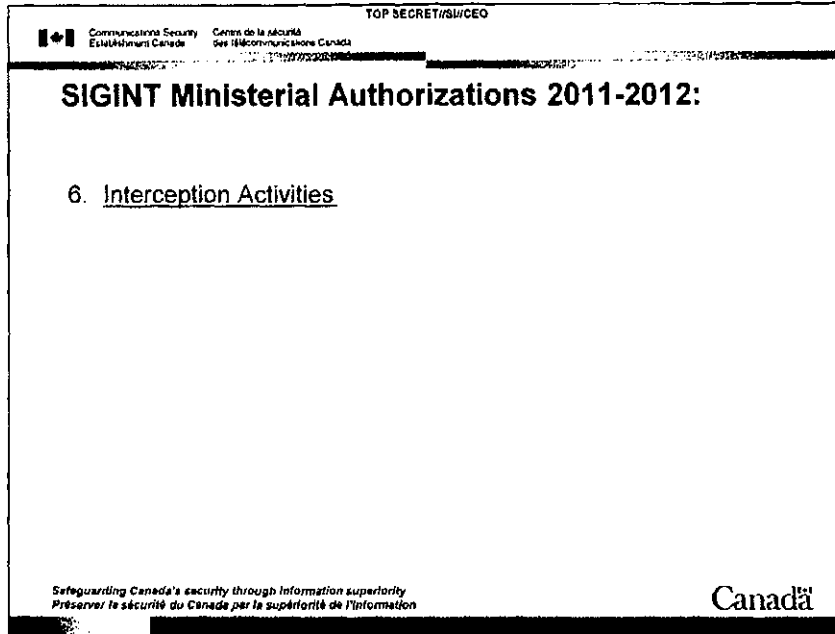 TOP SECRET//SI//CEO
Communications Security
Establishment Canada
Centre de la sécurité
des télécommunications Canada
SIGINT Ministerial Authorizations 2011-2012:
6. Interception Activities
Safeguarding Canada's security through information superiority
Préserver la sécurité du Canada par la supériorité de l'information
Canada